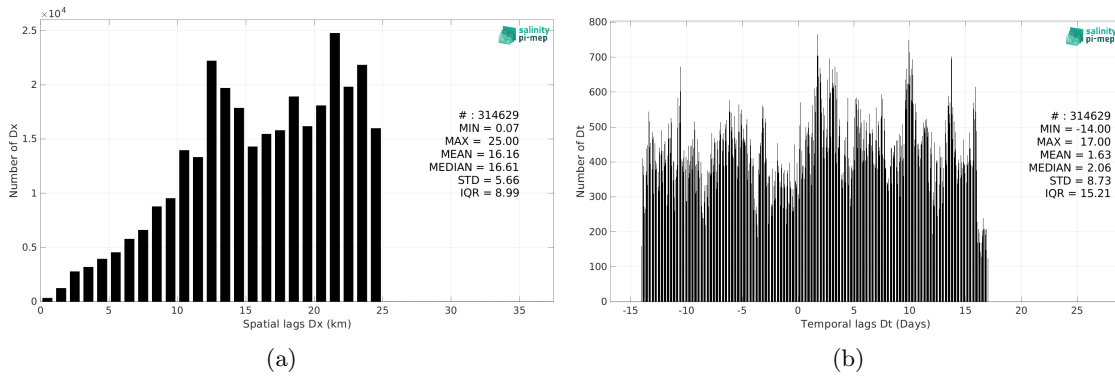 ×10⁴
2.5
2
1.5
1
0.5
0
Number of Dx
0 5 10 15 20 25 30 35
Spatial lags Dx (km)
salinity
pi-mep
# : 314629
MIN = 0.07
MAX = 25.00
MEAN = 16.16
MEDIAN = 16.61
STD = 5.66
IQR = 8.99
(a)
800
700
600
500
400
300
200
100
0
Number of Dt
-15 -10 -5 0 5 10 15 20 25
Temporal lags Dt (Days)
salinity
pi-mep
# : 314629
MIN = -14.00
MAX = 17.00
MEAN = 1.63
MEDIAN = 2.06
STD = 8.73
IQR = 15.21
(b)